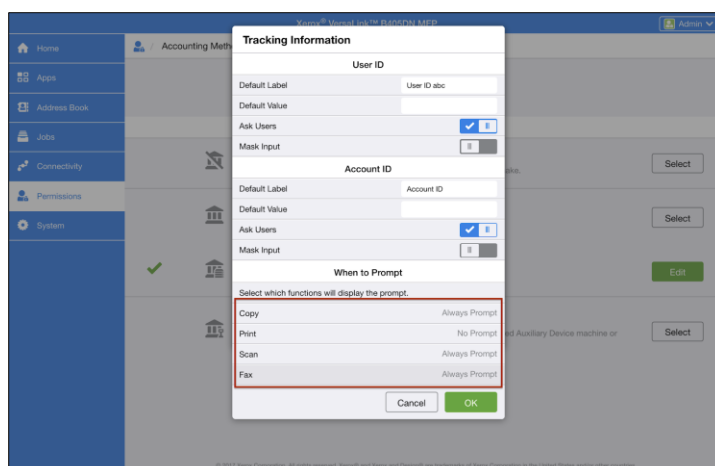 Xerox® VersaLink™ B405DN MFP
Admin
Home
Accounting Meth
Tracking Information
User ID
Apps
Default Label User ID abc
Default Value
Address Book
Ask Users
Jobs
Mask Input
Connectivity
Account ID
Select
Default Label Account ID
Permissions
Default Value
Select
System
Ask Users
Mask Input
When to Prompt
Edit
Select which functions will display the prompt.
Copy Always Prompt
Print No Prompt
ed Auxiliary Device machine or
Select
Scan Always Prompt
Fax Always Prompt
Cancel OK